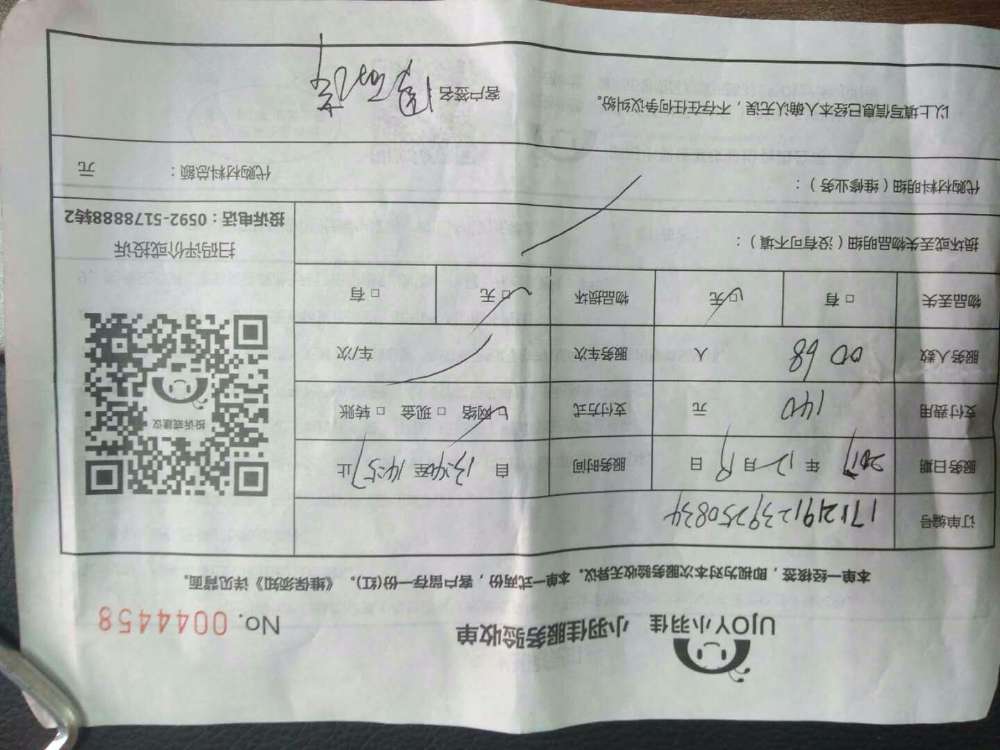 UJOY小羽佳 小羽佳服务验收单 No. 0044458
本单一经核签，即视为对本次服务验收无异议。本单一式两份，客户留存一份(红)。《维保须知》详见背面。
订单编号 171219123925 0834
服务日期 2017 年 12 月 19 日 服务时间 自 13:40 至 14:57 止
支付费用 140 元 支付方式 网络 □ 现金 □ 转账
服务人数 0068 人 服务车次 车/次
物品丢失 □ 有 □ 无 物品损坏 □ 无 □ 有
损坏或丢失物品明细（没有可不填）：
代购材料明细（维修业务）： 代购材料总额： 元
以上填写信息已经本人确认无误，不存在任何争议纠纷。 客户签名
投诉或建议
扫码评价或投诉
投诉电话：0592-5178888转2